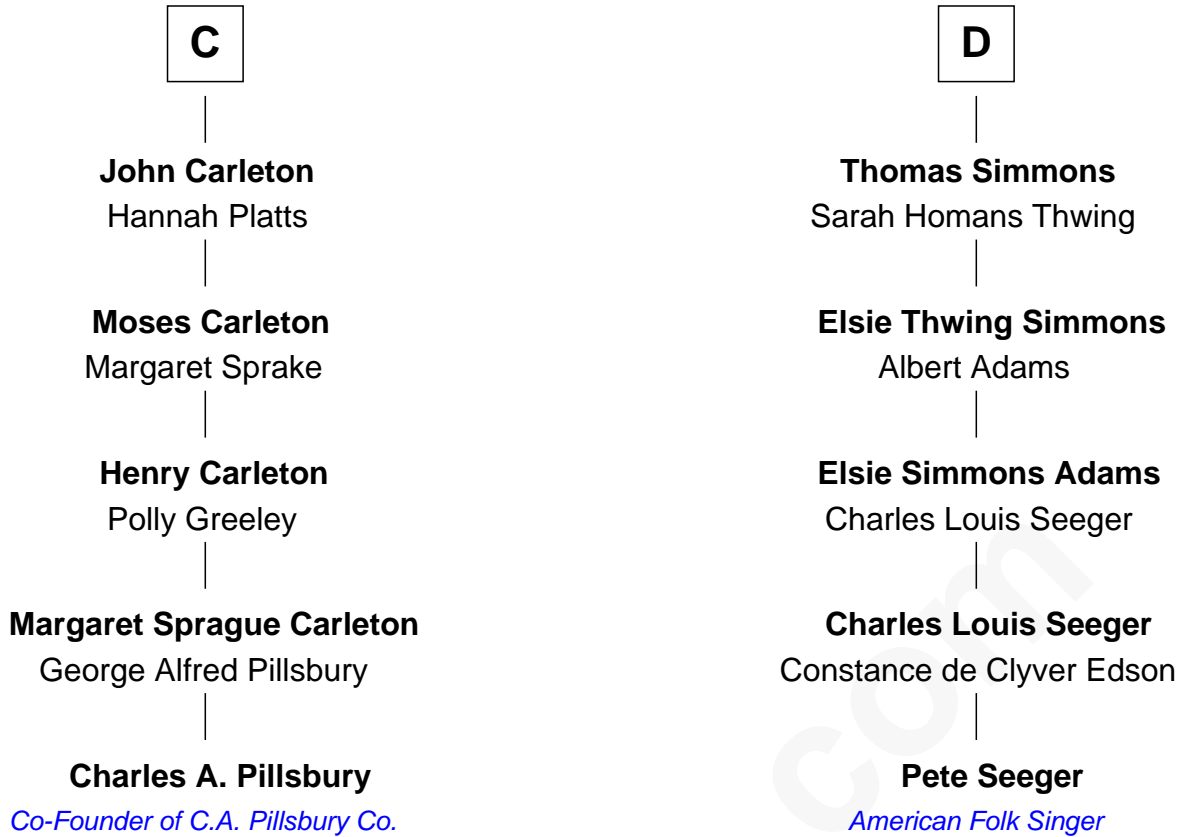 C
John Carleton
Hannah Platts
Moses Carleton
Margaret Sprake
Henry Carleton
Polly Greeley
Margaret Sprague Carleton
George Alfred Pillsbury
Charles A. Pillsbury
Co-Founder of C.A. Pillsbury Co.
D
Thomas Simmons
Sarah Homans Thwing
Elsie Thwing Simmons
Albert Adams
Elsie Simmons Adams
Charles Louis Seeger
Charles Louis Seeger
Constance de Clyver Edson
Pete Seeger
American Folk Singer
com